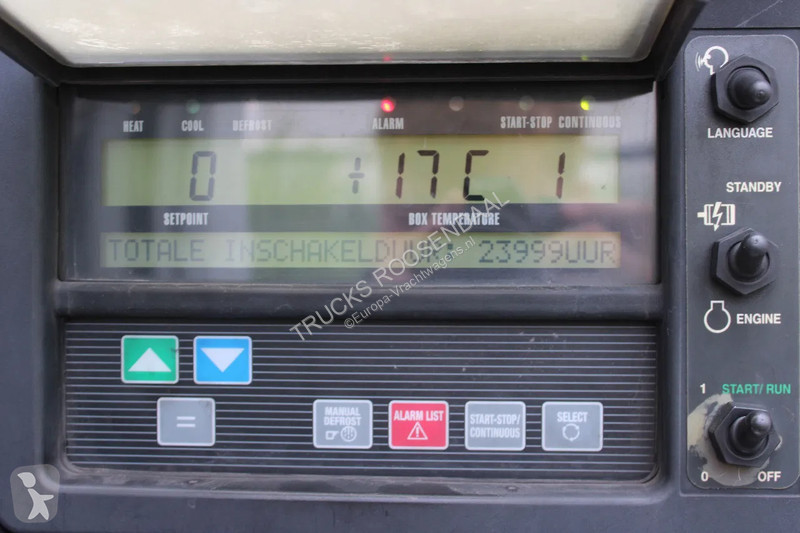 HEAT COOL DEFROST ALARM START-STOP CONTINUOUS
0 +17C 1
SETPOINT BOX TEMPERATURE
TOTALE INSCHAKELDUUR: 23999UUR
TRUCKS ROOSENDAAL
©Europa-Vrachtwagens.nl
MANUAL DEFROST
ALARM LIST
START-STOP/ CONTINUOUS
SELECT
=
LANGUAGE
STANDBY
ENGINE
1 START/RUN
0 OFF